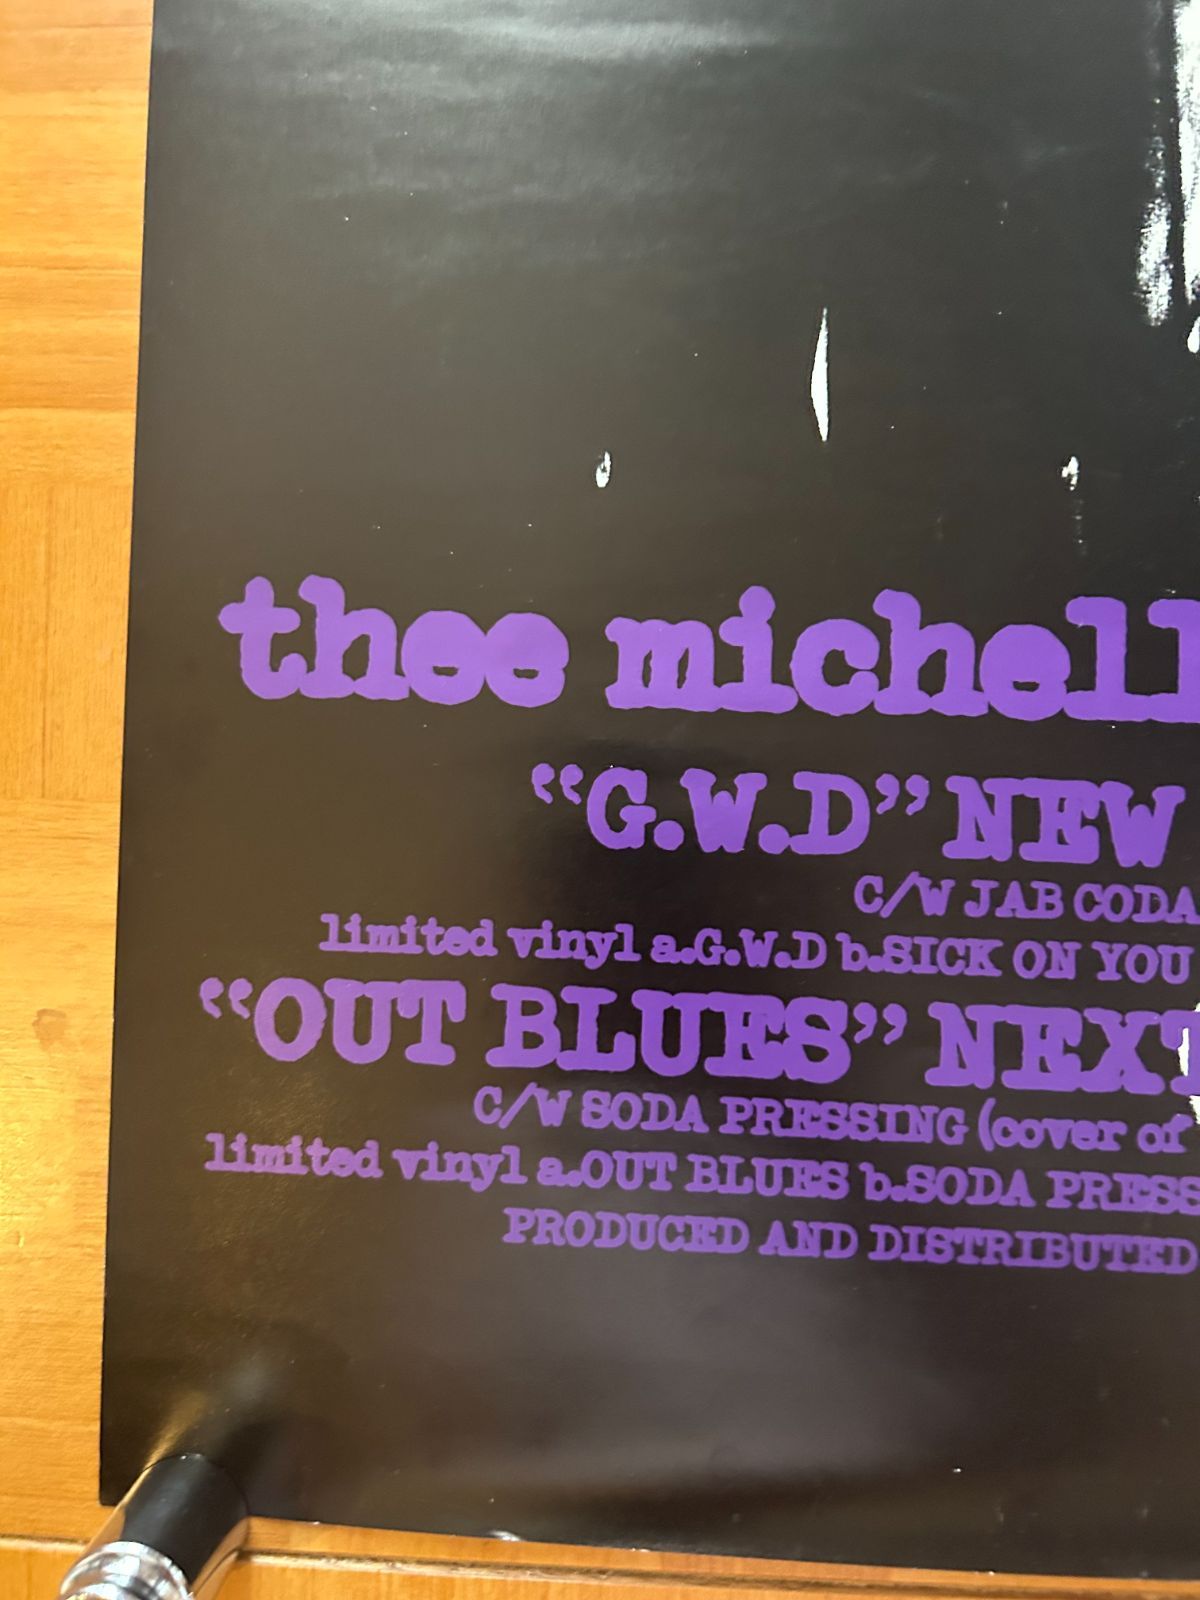 thee michell
“G.W.D” NEW
C/W JAB CODA
limited vinyl a.G.W.D b.SICK ON YOU
“OUT BLUES” NEXT
C/W SODA PRESSING (cover of
limited vinyl a.OUT BLUES b.SODA PRESS
PRODUCED AND DISTRIBUTED